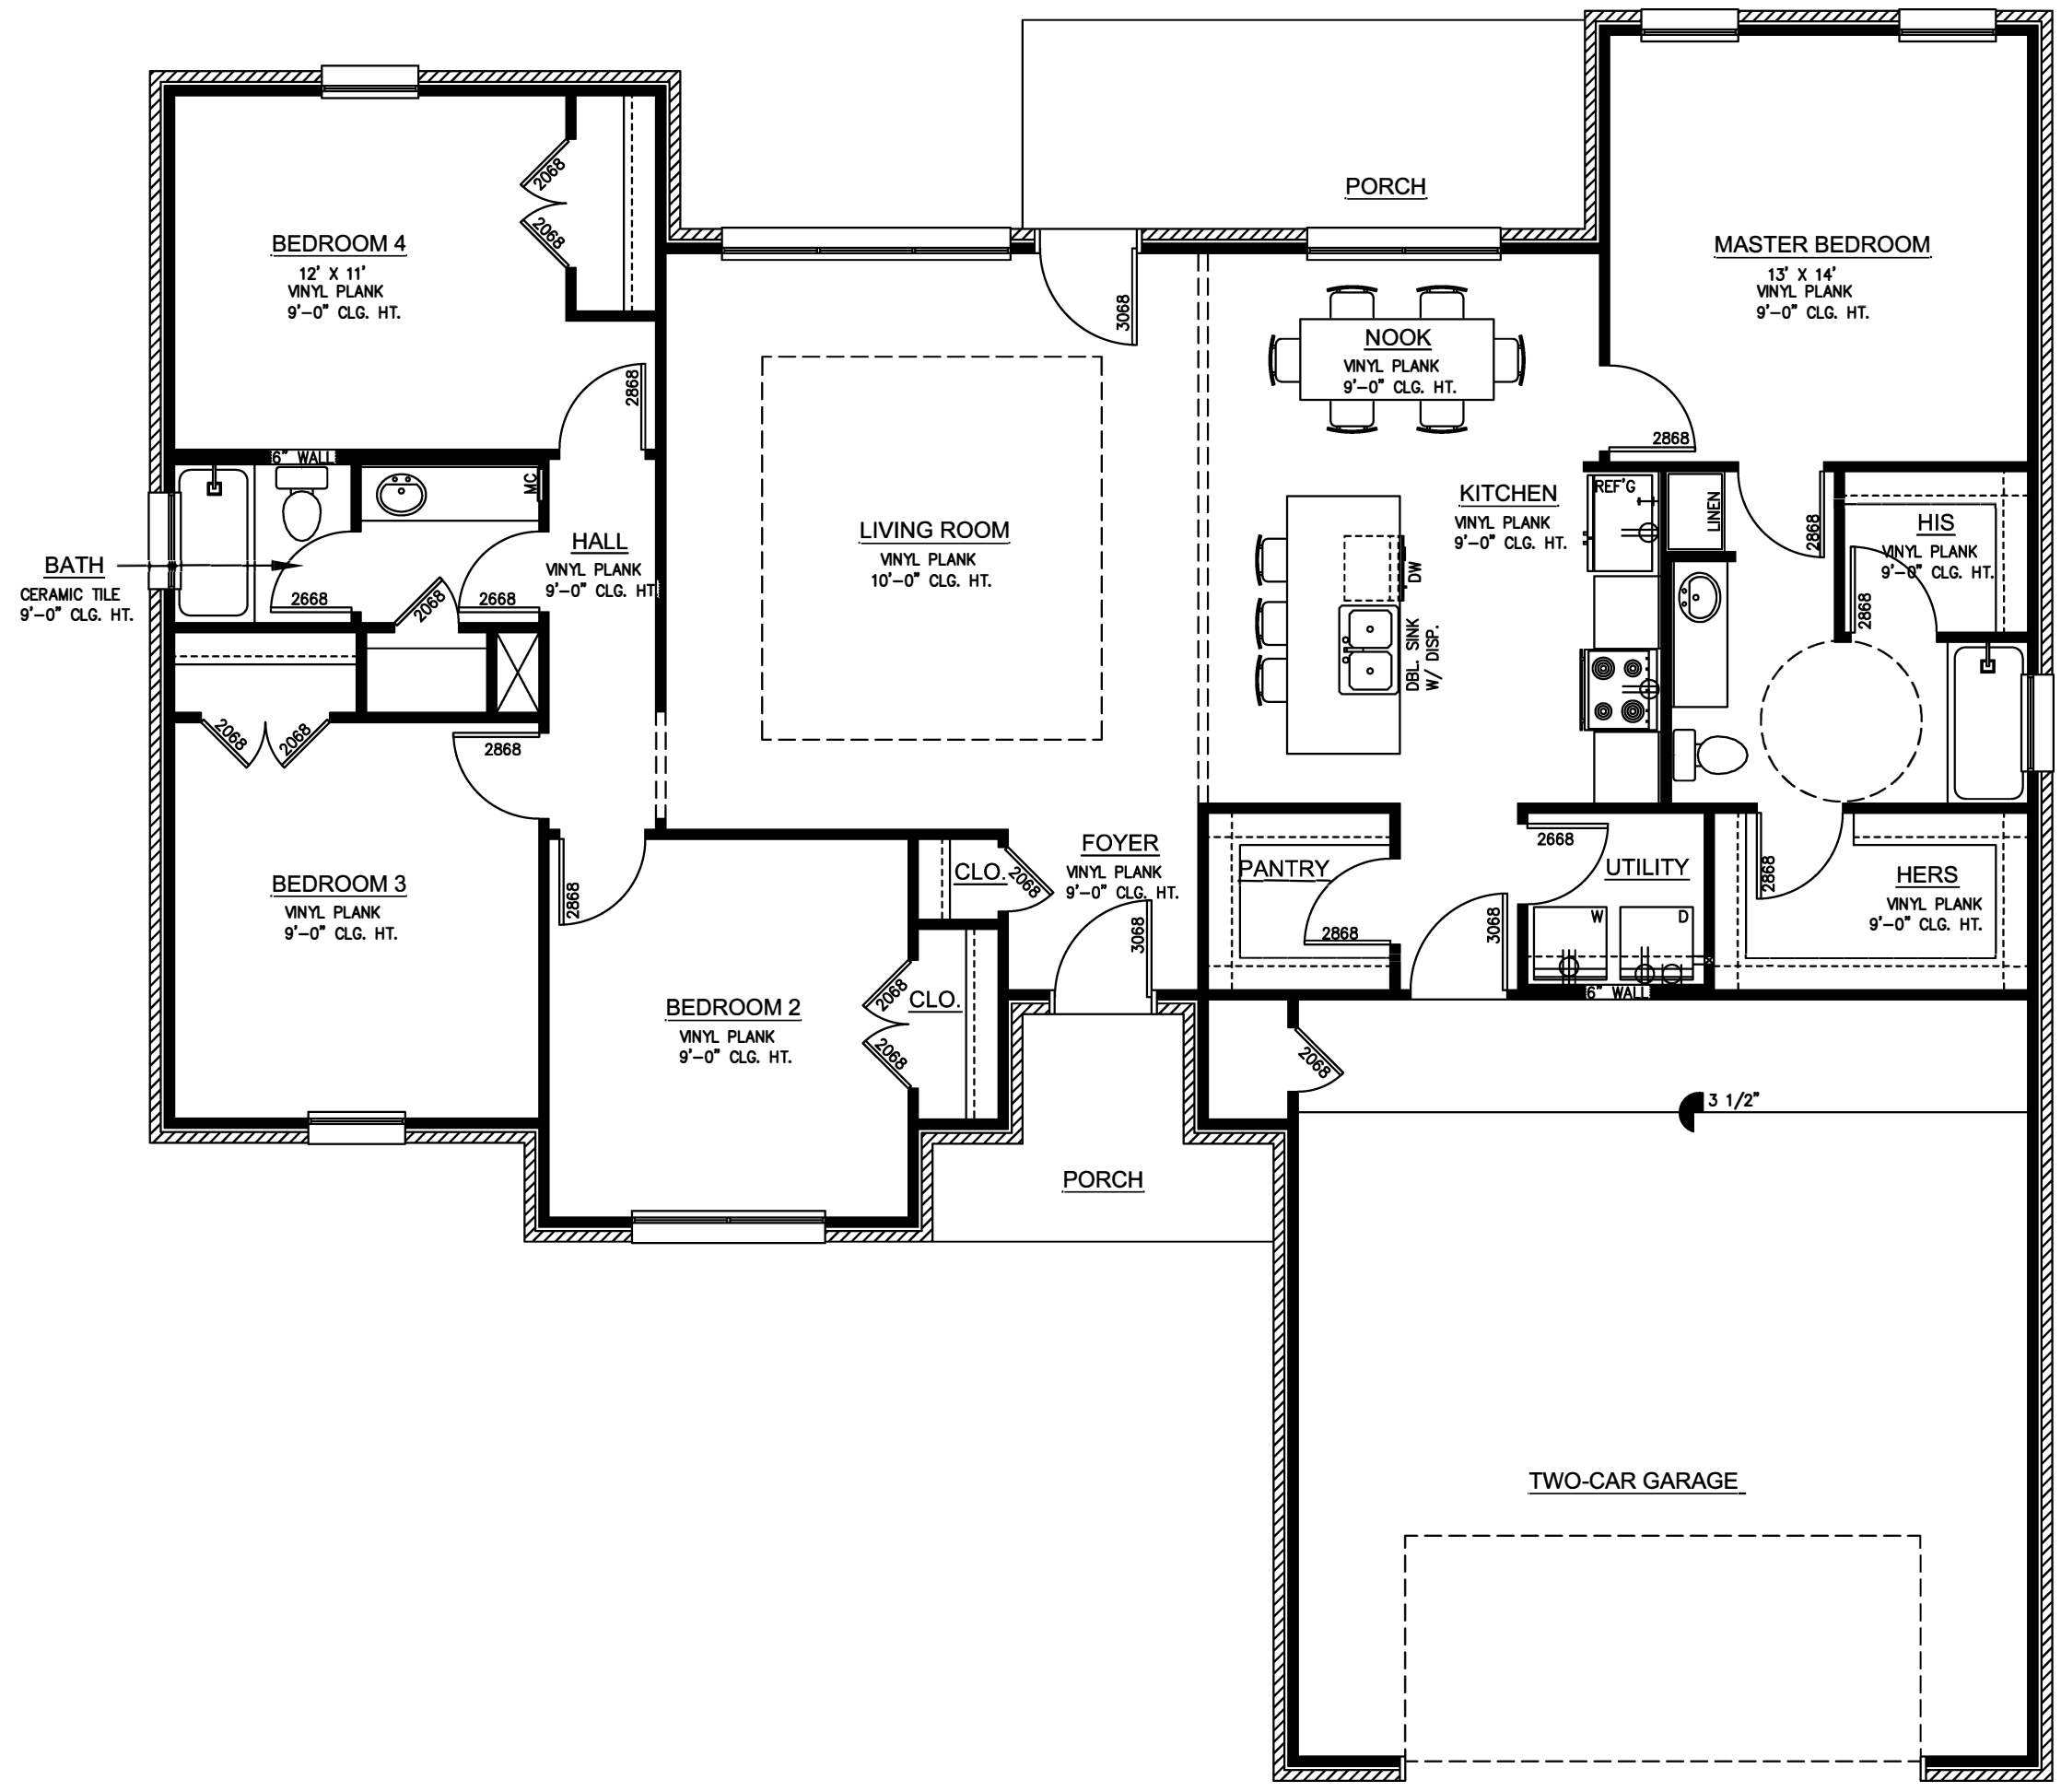 PORCH
BEDROOM 4
12' X 11'
VINYL PLANK
9'-0" CLG. HT.
2068
2068
2868
3068
NOOK
VINYL PLANK
9'-0" CLG. HT.
MASTER BEDROOM
13' X 14'
VINYL PLANK
9'-0" CLG. HT.
2868
6" WALL
MC
BATH
CERAMIC TILE
9'-0" CLG. HT.
2668
2068
2668
HALL
VINYL PLANK
9'-0" CLG. HT.
LIVING ROOM
VINYL PLANK
10'-0" CLG. HT.
KITCHEN
VINYL PLANK
9'-0" CLG. HT.
DW
DBL. SINK
W/ DISP.
REF'G
LINEN
2868
HIS
VINYL PLANK
9'-0" CLG. HT.
2868
2068
2068
2868
BEDROOM 3
VINYL PLANK
9'-0" CLG. HT.
2868
BEDROOM 2
VINYL PLANK
9'-0" CLG. HT.
CLO.
2068
2068
CLO.
2068
FOYER
VINYL PLANK
9'-0" CLG. HT.
3068
PANTRY
2868
3068
2668
UTILITY
W
D
6" WALL
2868
HERS
VINYL PLANK
9'-0" CLG. HT.
2068
3 1/2"
PORCH
TWO-CAR GARAGE